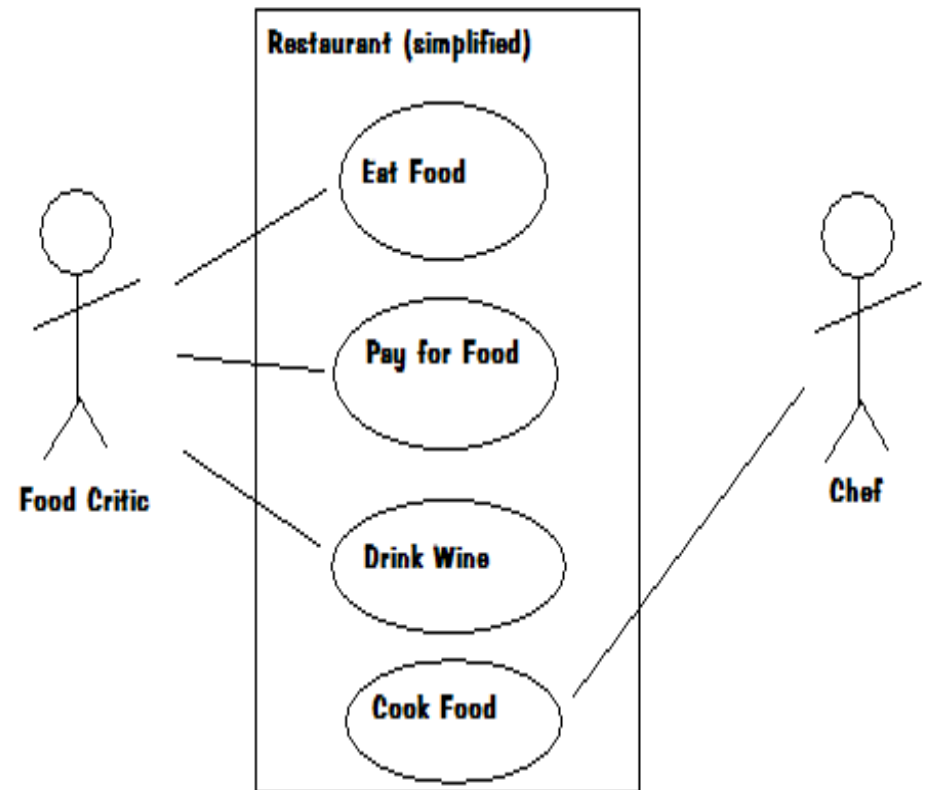 Restaurant (simplified)
Eat Food
Pay for Food
Food Critic
Chef
Drink Wine
Cook Food